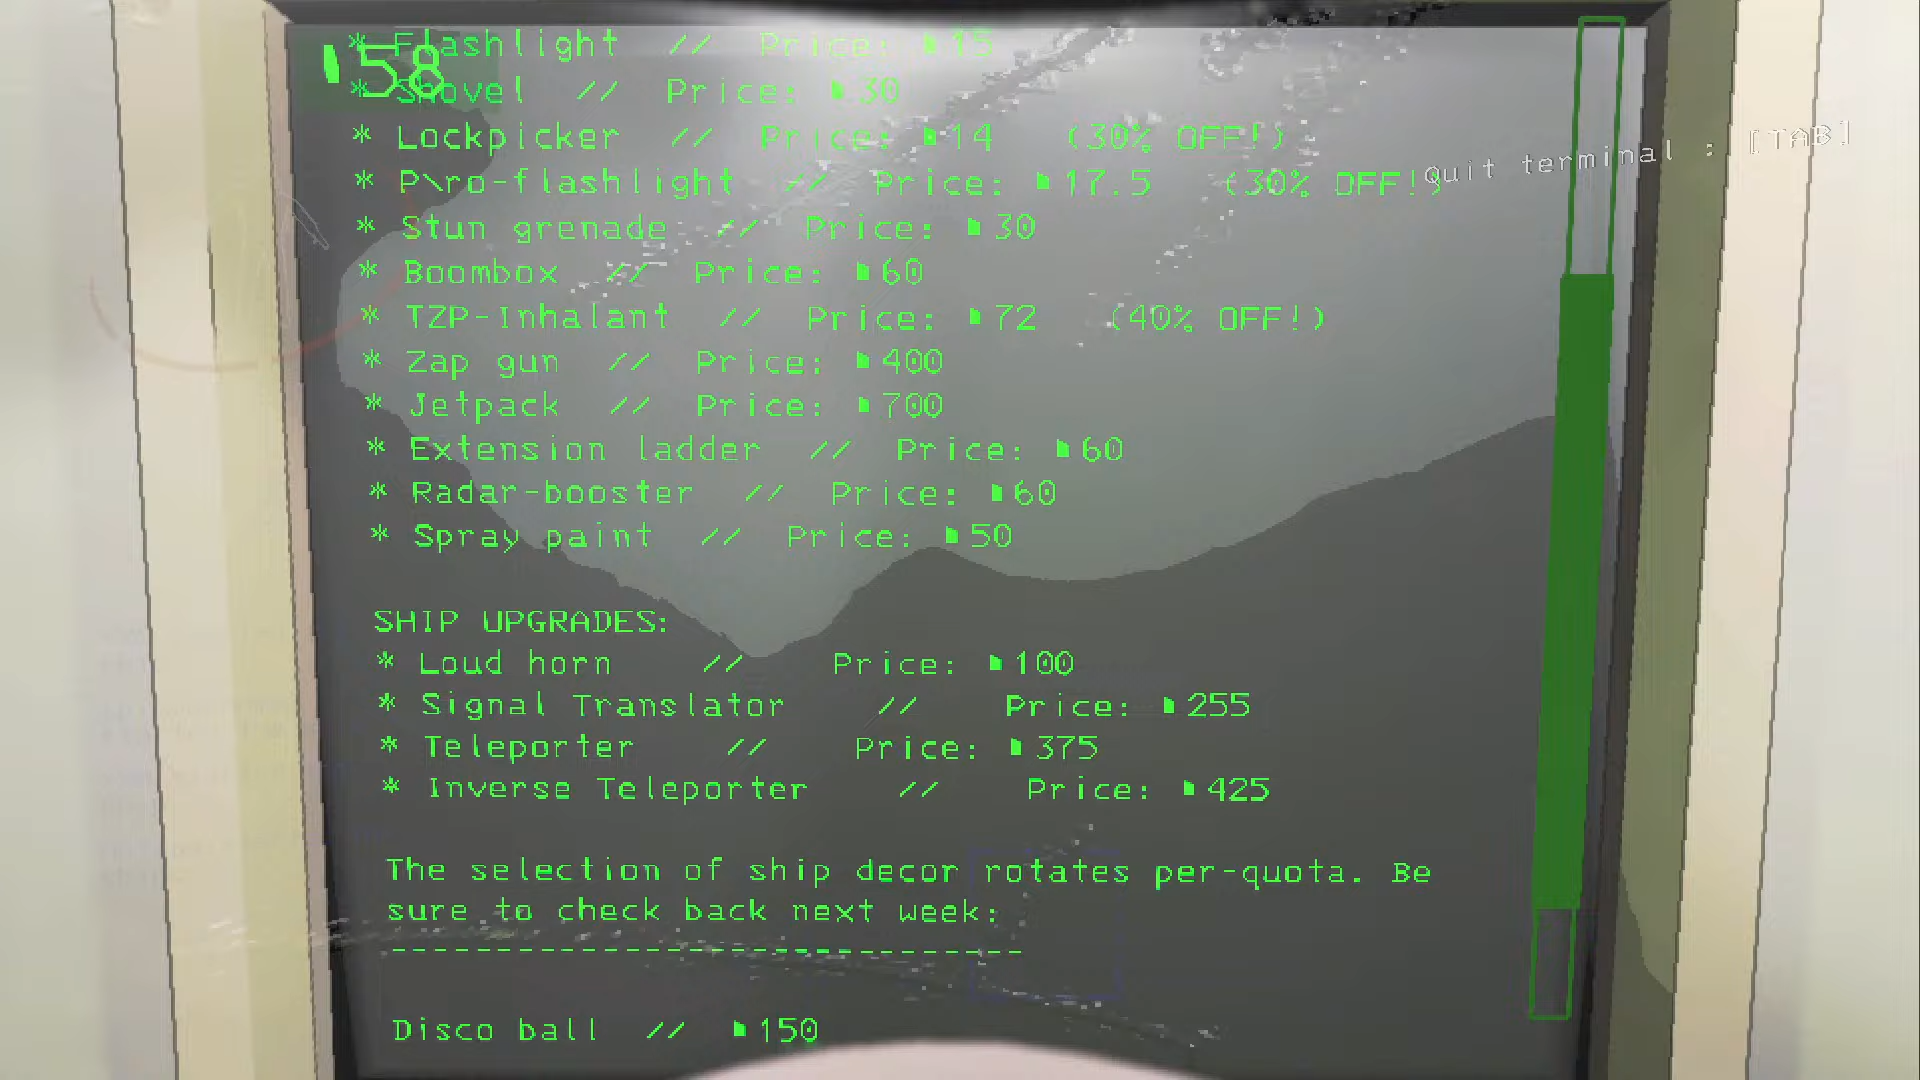 * Flashlight // Price: ▮15
58
* Shovel // Price: ▮30
* Lockpicker // Price: ▮14 (30% OFF!)
Quit terminal : [TAB]
* P\ro-flashlight // Price: ▮17.5 (30% OFF!)
* Stun grenade // Price: ▮30
* Boombox // Price: ▮60
* TZP-Inhalant // Price: ▮72 (40% OFF!)
* Zap gun // Price: ▮400
* Jetpack // Price: ▮700
* Extension ladder // Price: ▮60
* Radar-booster // Price: ▮60
* Spray paint // Price: ▮50
SHIP UPGRADES:
* Loud horn // Price: ▮100
* Signal Translator // Price: ▮255
* Teleporter // Price: ▮375
* Inverse Teleporter // Price: ▮425
The selection of ship decor rotates per-quota. Be
sure to check back next week:
------------------------------
Disco ball // ▮150